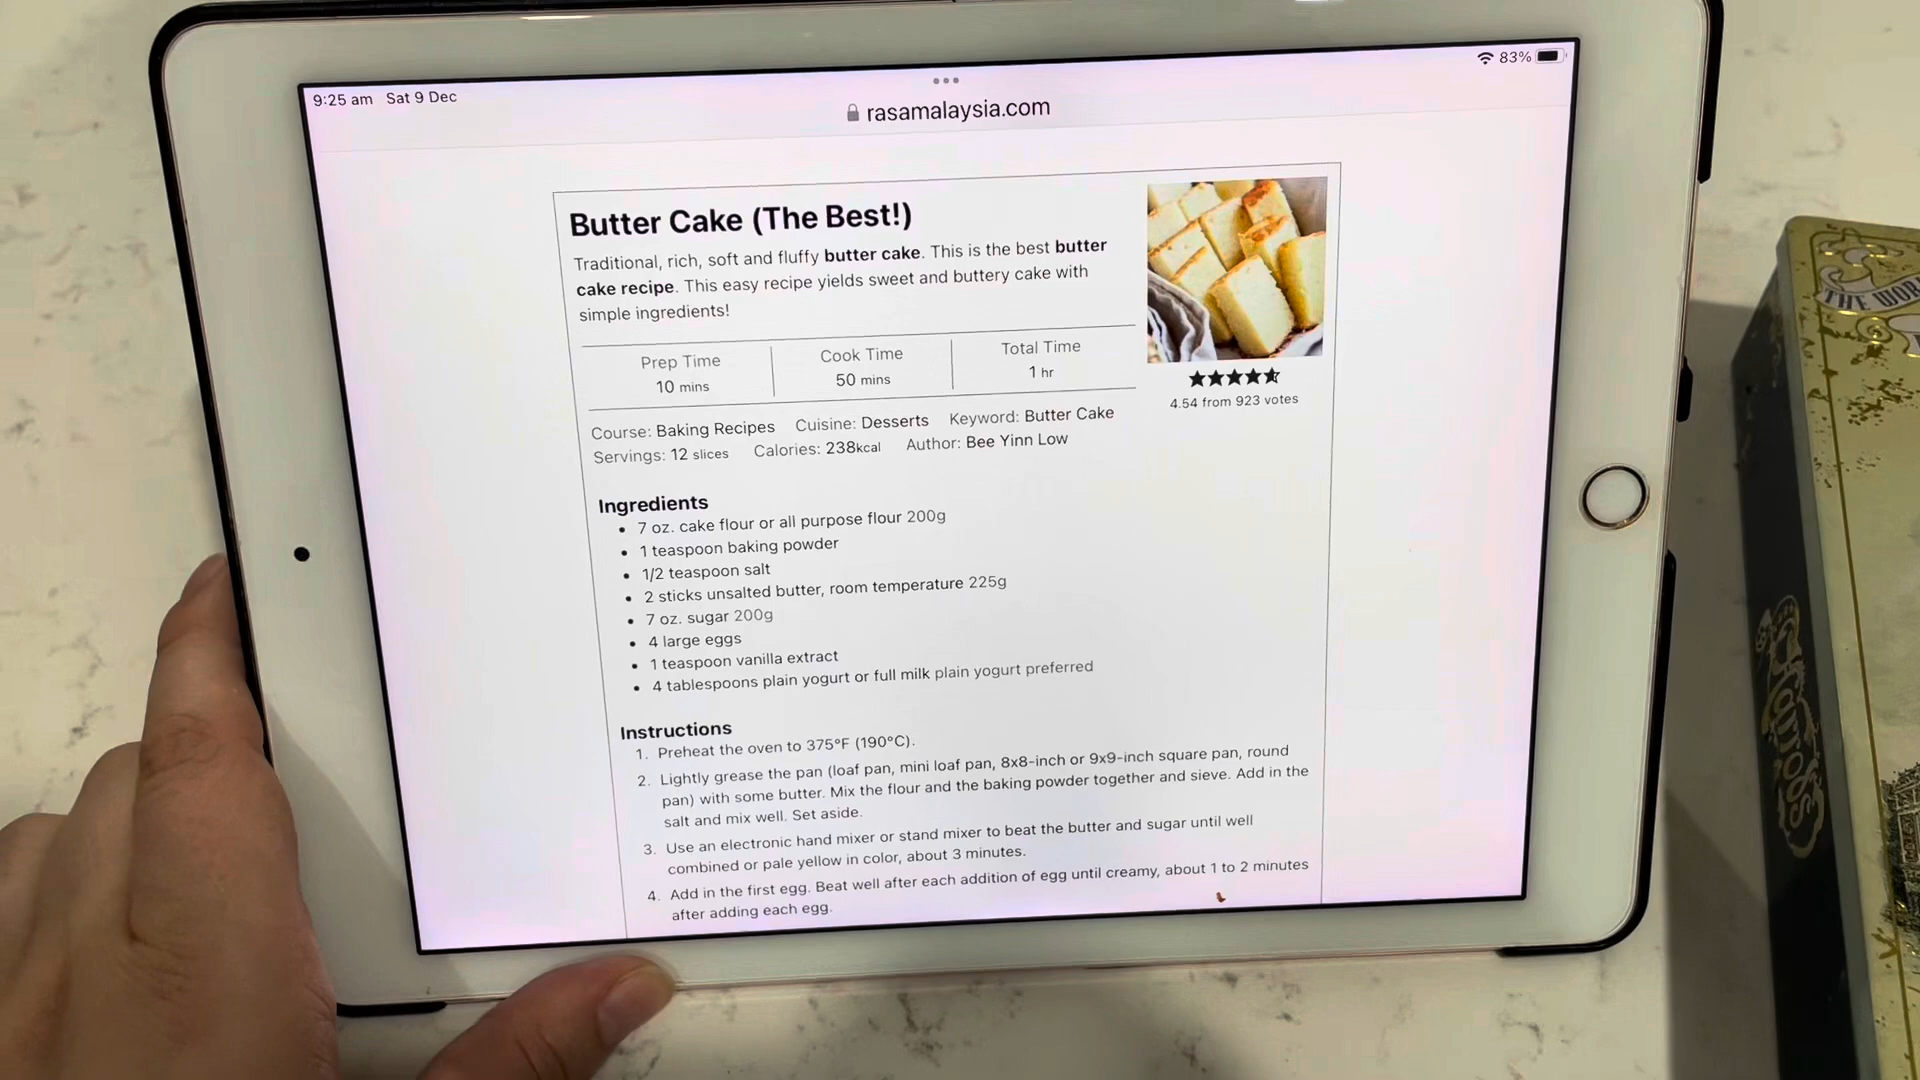 9:25 am Sat 9 Dec
83%
rasamalaysia.com
Butter Cake (The Best!)
Traditional, rich, soft and fluffy butter cake. This is the best butter
cake recipe. This easy recipe yields sweet and buttery cake with
simple ingredients!
Prep Time
10 mins
Cook Time
50 mins
Total Time
1 hr
4.54 from 923 votes
Course: Baking Recipes Cuisine: Desserts Keyword: Butter Cake
Servings: 12 slices Calories: 238kcal Author: Bee Yinn Low
Ingredients
• 7 oz. cake flour or all purpose flour 200g
• 1 teaspoon baking powder
• 1/2 teaspoon salt
• 2 sticks unsalted butter, room temperature 225g
• 7 oz. sugar 200g
• 4 large eggs
• 1 teaspoon vanilla extract
• 4 tablespoons plain yogurt or full milk plain yogurt preferred
Instructions
1. Preheat the oven to 375°F (190°C).
2. Lightly grease the pan (loaf pan, mini loaf pan, 8x8-inch or 9x9-inch square pan, round
pan) with some butter. Mix the flour and the baking powder together and sieve. Add in the
salt and mix well. Set aside.
3. Use an electronic hand mixer or stand mixer to beat the butter and sugar until well
combined or pale yellow in color, about 3 minutes.
4. Add in the first egg. Beat well after each addition of egg until creamy, about 1 to 2 minutes
after adding each egg.
THE
Harrods